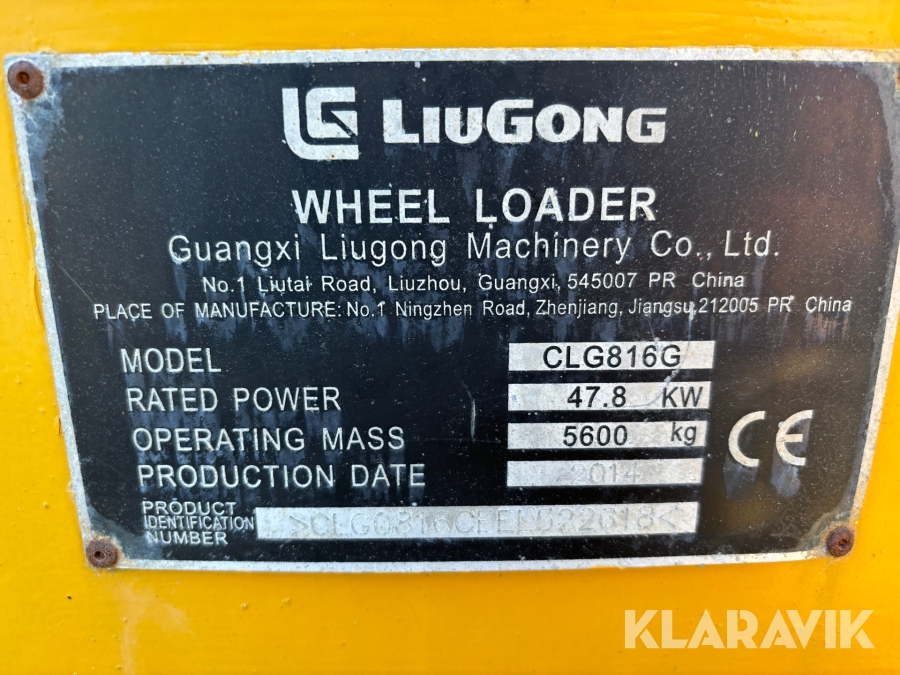 LG LIUGONG
WHEEL LOADER
Guangxi Liugong Machinery Co., Ltd.
No.1 Liutai Road, Liuzhou, Guangxi, 545007 PR China
PLACE OF MANUFACTURE: No.1 Ningzhen Road, Zhenjiang, Jiangsu, 212005 PR China
MODEL CLG816G
RATED POWER 47.8 KW
OPERATING MASS 5600 kg
PRODUCTION DATE 2014
CE
PRODUCT
IDENTIFICATION
NUMBER
KLARAVIK